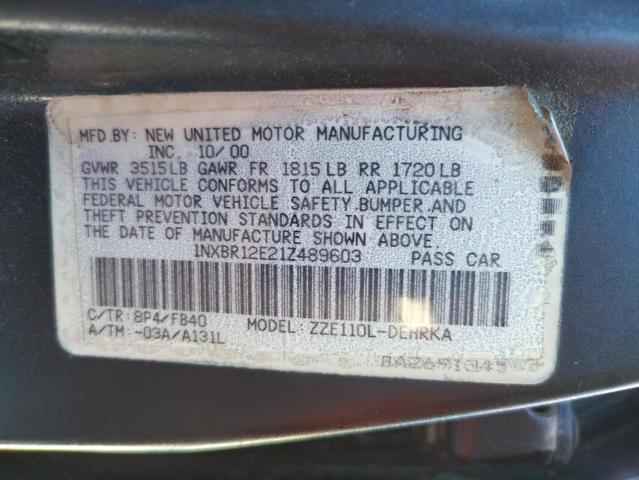 MFD.BY: NEW UNITED MOTOR MANUFACTURING
INC. 10/00
GVWR 3515LB GAWR FR 1815LB RR 1720LB
THIS VEHICLE CONFORMS TO ALL APPLICABLE
FEDERAL MOTOR VEHICLE SAFETY,BUMPER,AND
THEFT PREVENTION STANDARDS IN EFFECT ON
THE DATE OF MANUFACTURE SHOWN ABOVE.
1NXBR12E21Z489603 PASS CAR
C/TR: 8P4/FB40 MODEL: ZZE110L-DEHRKA
A/TM: -03A/A131L